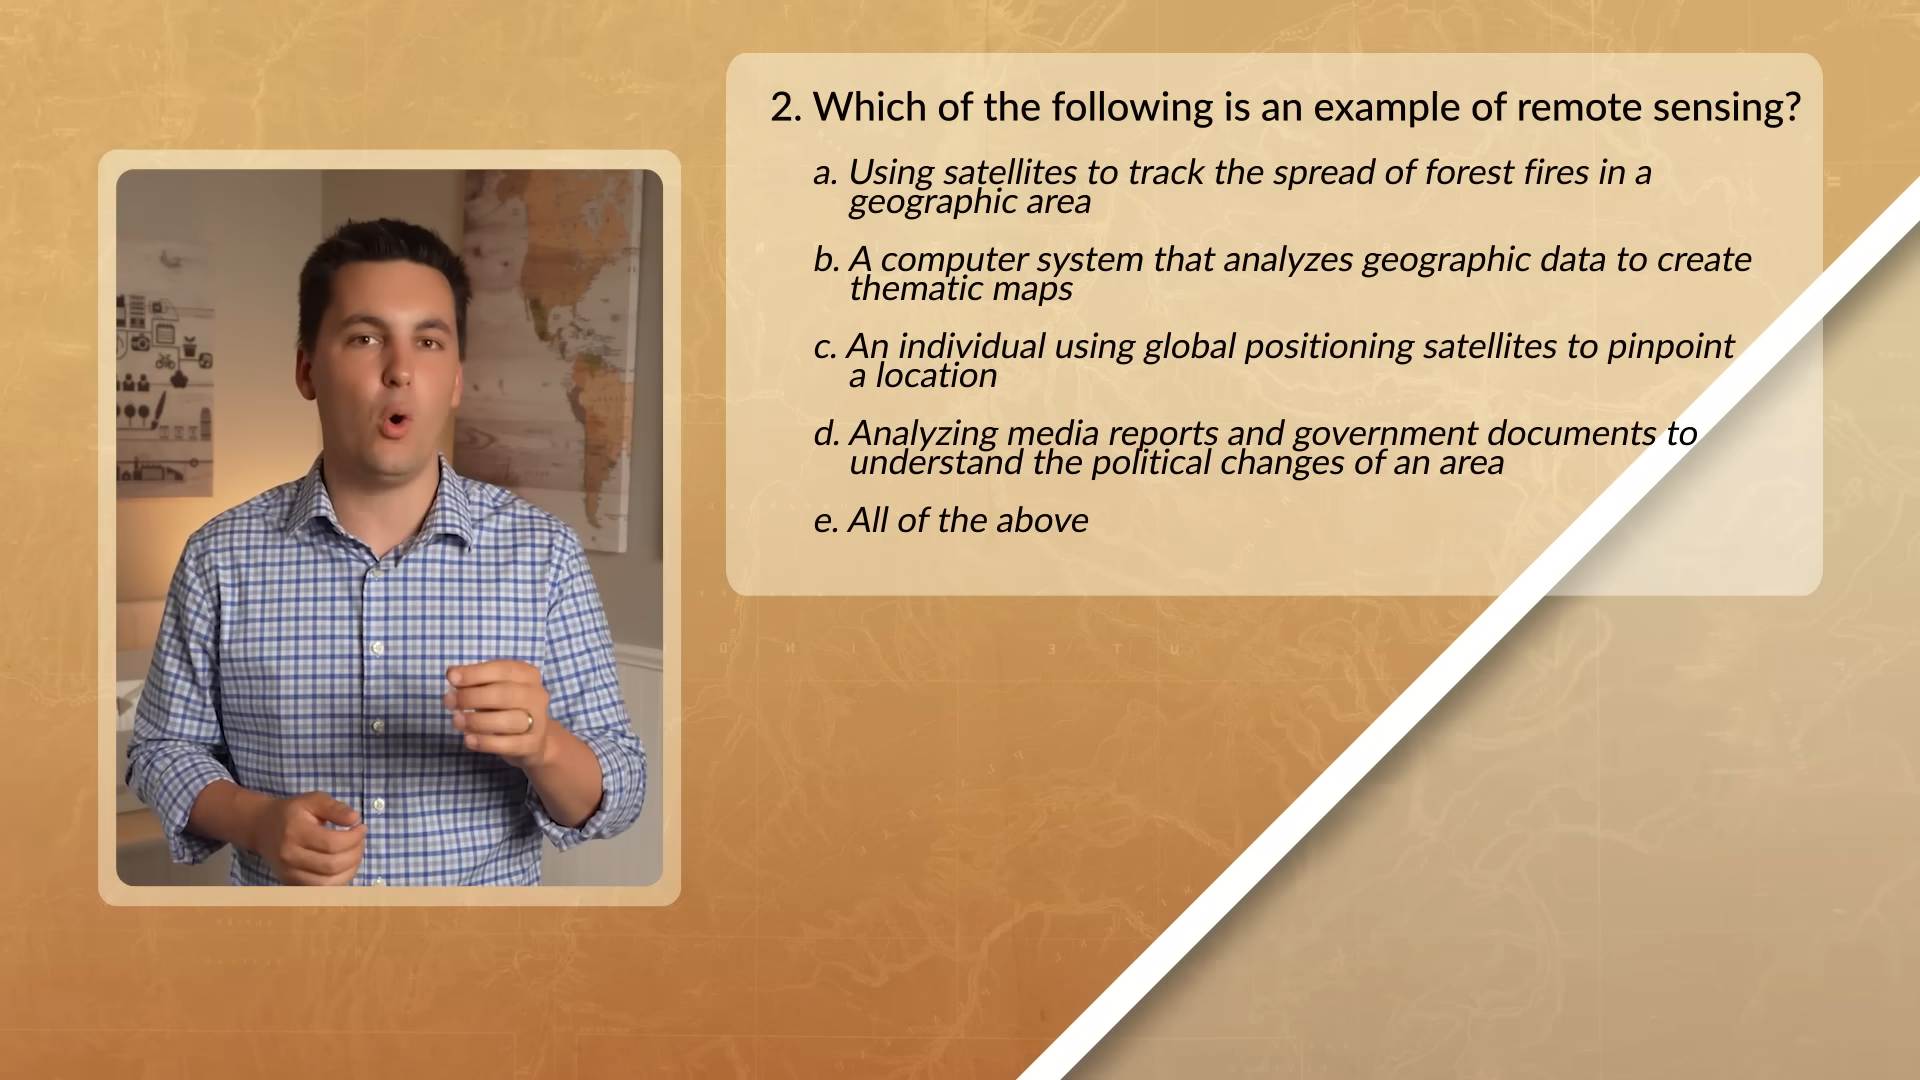 2. Which of the following is an example of remote sensing?
a. Using satellites to track the spread of forest fires in a
geographic area
b. A computer system that analyzes geographic data to create
thematic maps
c. An individual using global positioning satellites to pinpoint
a location
d. Analyzing media reports and government documents to
understand the political changes of an area
e. All of the above